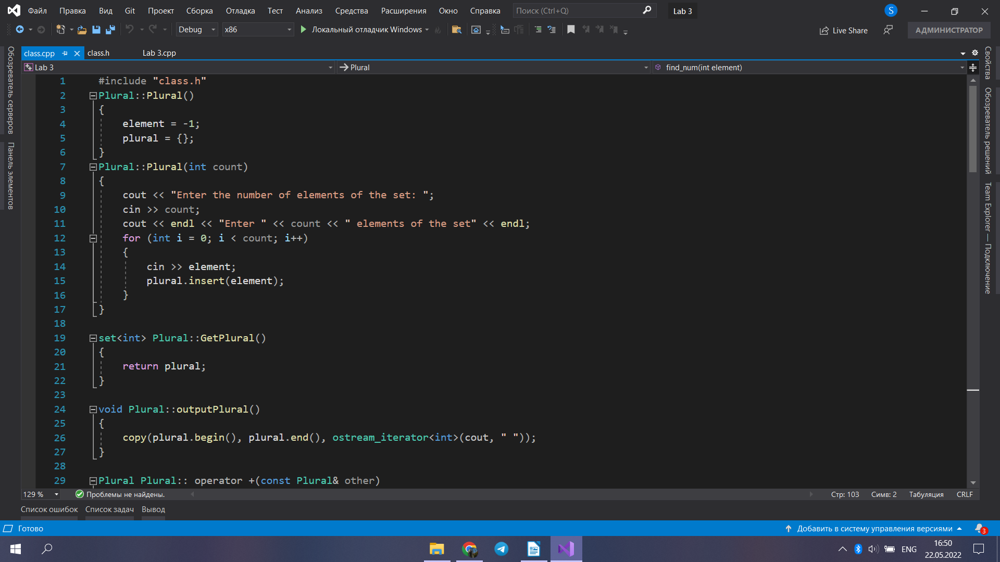 Файл Правка Вид Git Проект Сборка Отладка Тест Анализ Средства Расширения Окно Справка Поиск (Ctrl+Q) Lab 3 S
Debug x86 Локальный отладчик Windows Live Share АДМИНИСТРАТОР
class.cpp class.h Lab 3.cpp
Lab 3 Plural find_num(int element)
Обозреватель серверов
Панель элементов
1 #include "class.h"
2 Plural::Plural()
3 {
4 element = -1;
5 plural = {};
6 }
7 Plural::Plural(int count)
8 {
9 cout << "Enter the number of elements of the set: ";
10 cin >> count;
11 cout << endl << "Enter " << count << " elements of the set" << endl;
12 for (int i = 0; i < count; i++)
13 {
14 cin >> element;
15 plural.insert(element);
16 }
17 }
18
19 set<int> Plural::GetPlural()
20 {
21 return plural;
22 }
23
24 void Plural::outputPlural()
25 {
26 copy(plural.begin(), plural.end(), ostream_iterator<int>(cout, " "));
27 }
28
29 Plural Plural:: operator +(const Plural& other)
Свойства
Обозреватель решений
Team Explorer — Подключение
129 % Проблемы не найдены. Стр: 103 Симв: 2 Табуляция CRLF
Список ошибок Список задач Вывод
Готово Добавить в систему управления версиями 3
ENG 16:50
22.05.2022